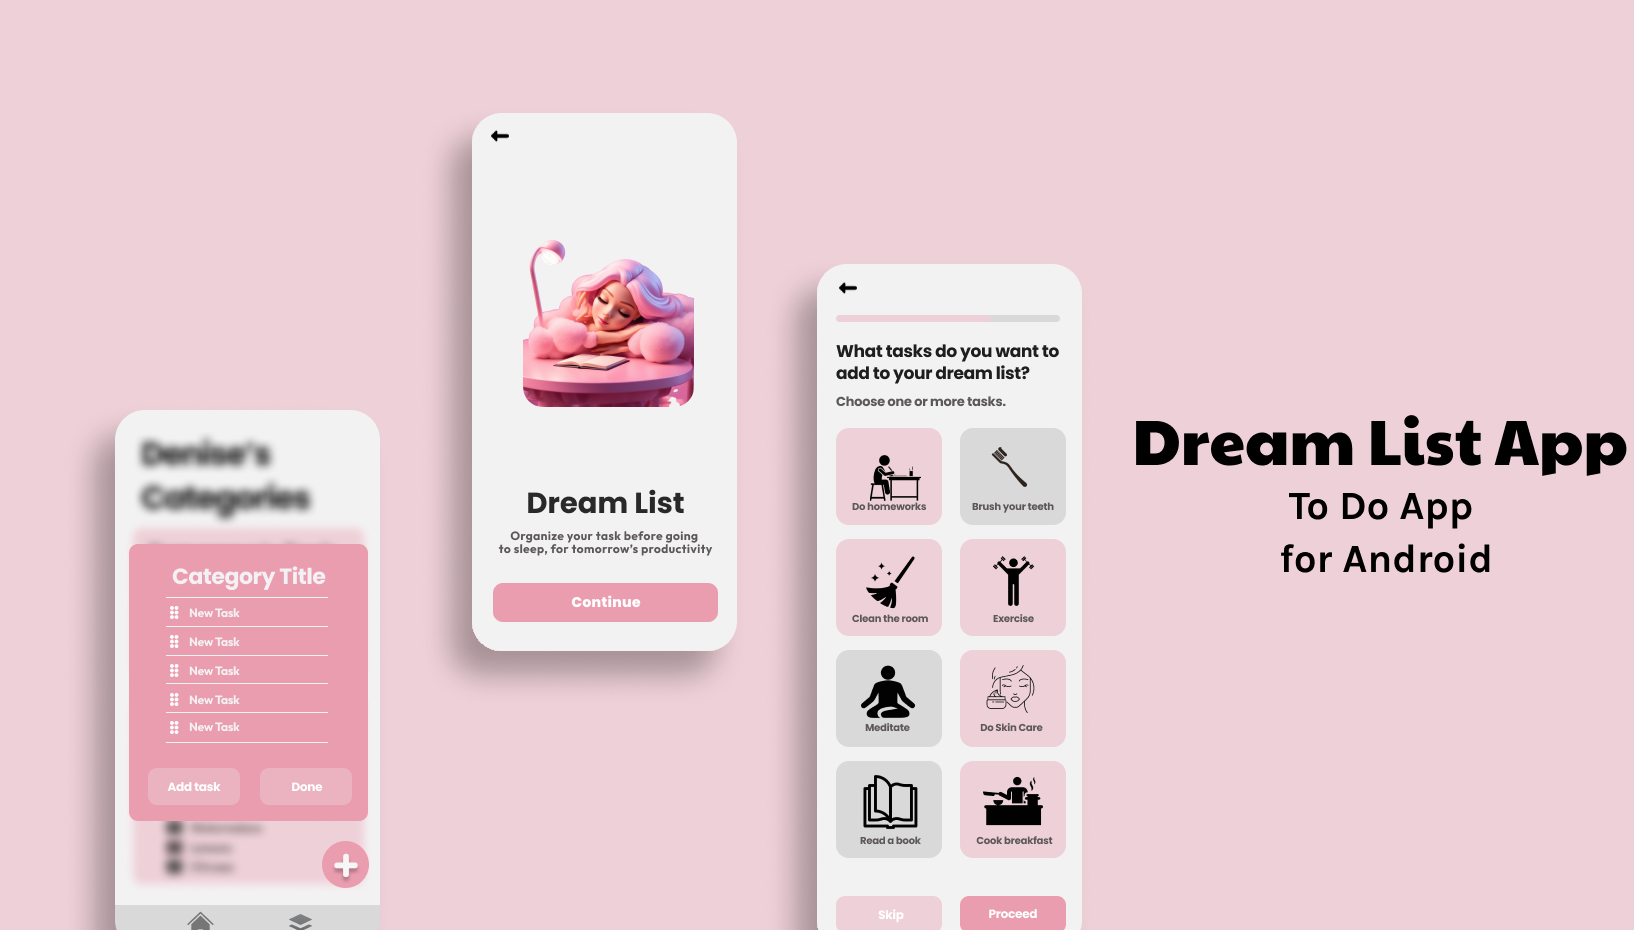 Denise's
Categories
Category Title
New Task
New Task
New Task
New Task
New Task
Add task
Done
Dream List
Organize your task before going
to sleep, for tomorrow's productivity
Continue
What tasks do you want to
add to your dream list?
Choose one or more tasks.
Do homeworks
Brush your teeth
Clean the room
Exercise
Meditate
Do Skin Care
Read a book
Cook breakfast
Skip
Proceed
Dream List App
To Do App
for Android